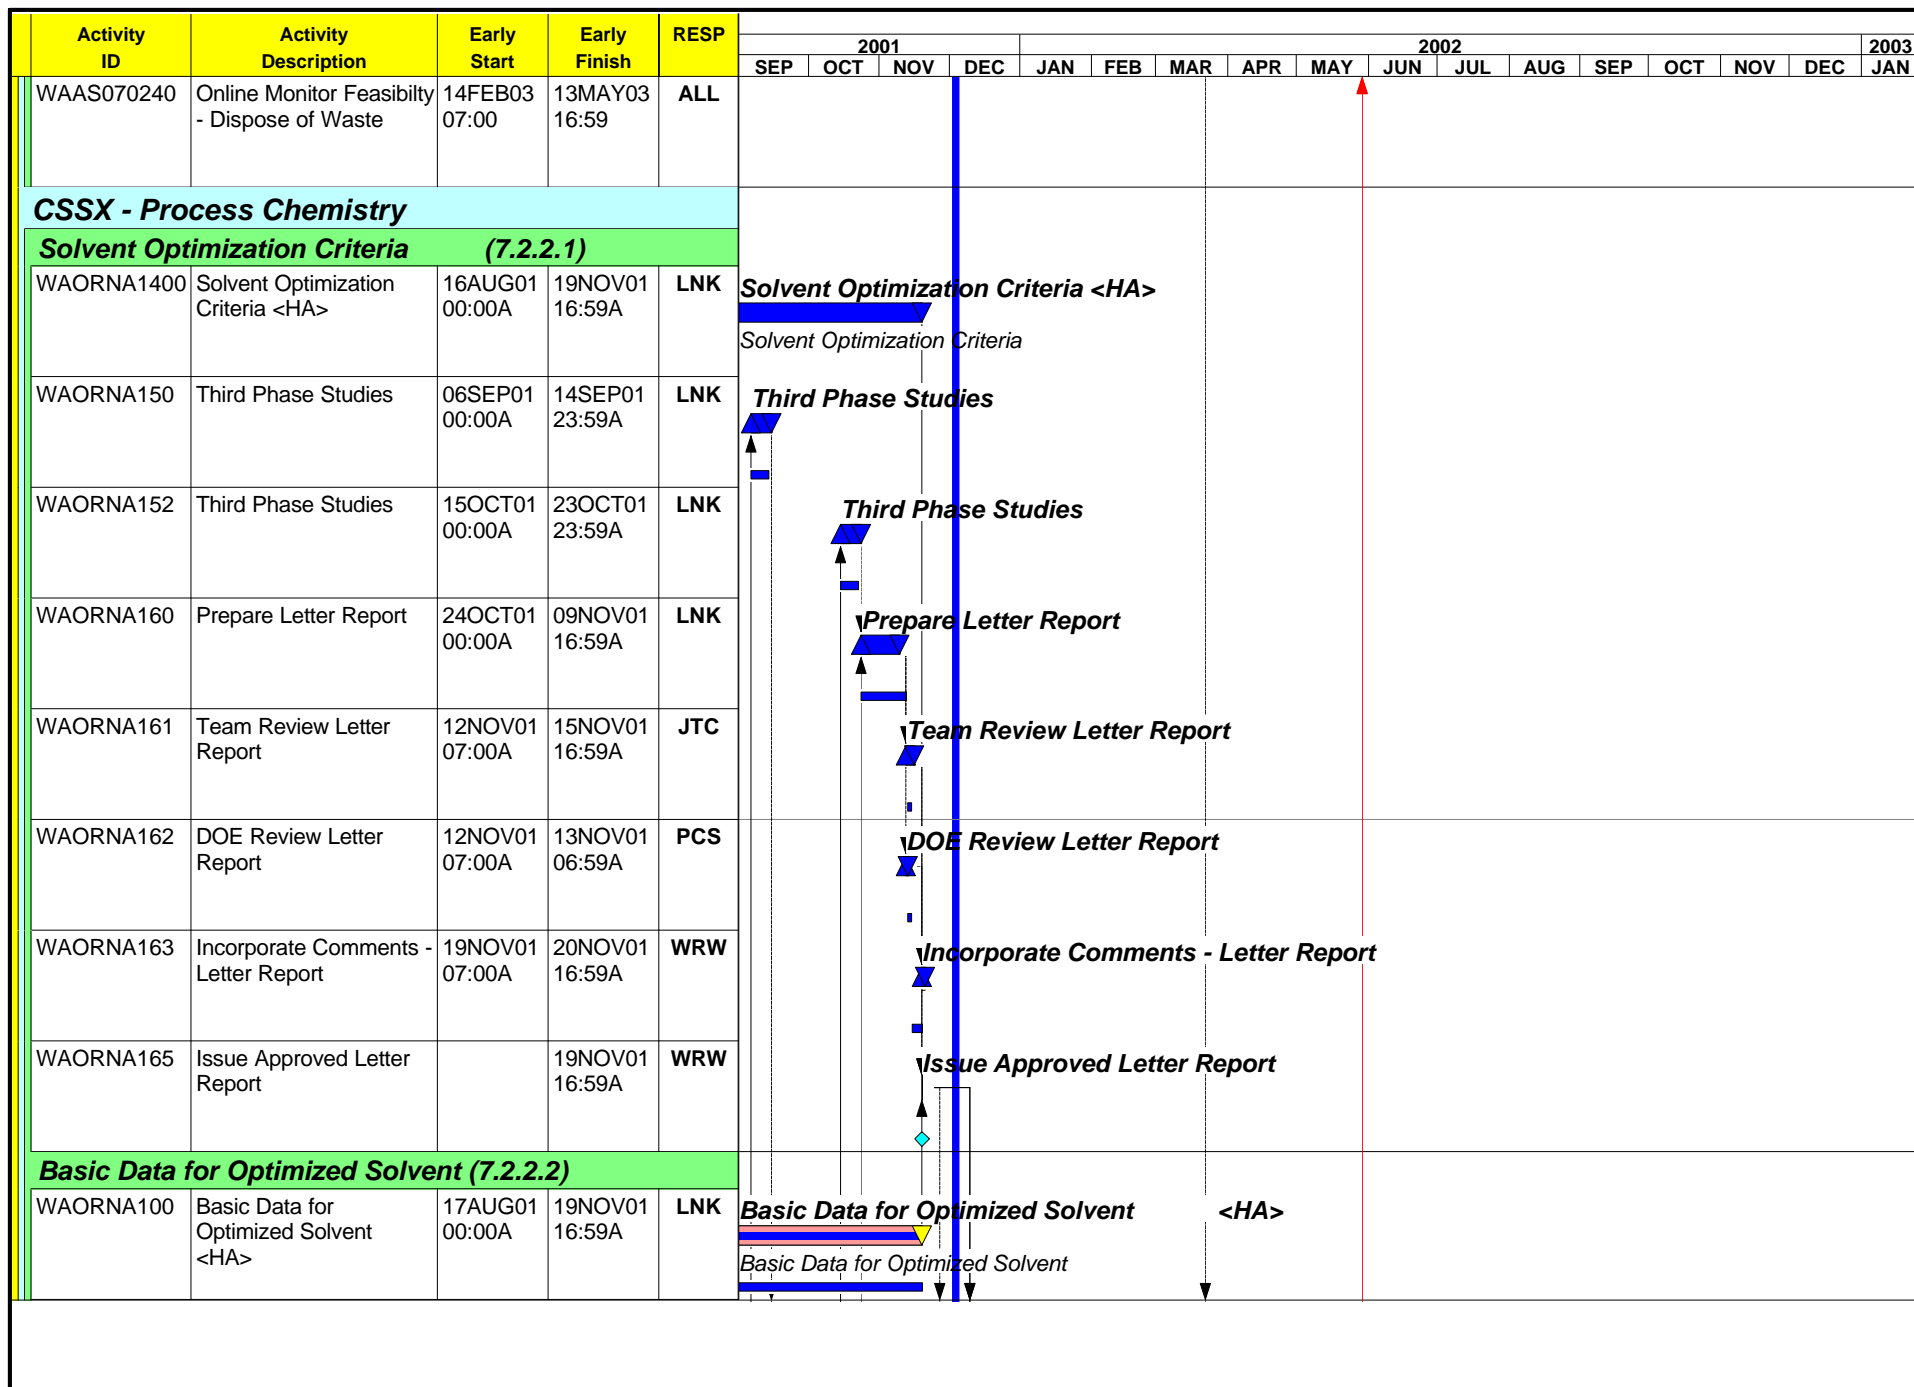 Activity ID Activity Description Early Start Early Finish RESP
2001 2002 2003
SEP OCT NOV DEC JAN FEB MAR APR MAY JUN JUL AUG SEP OCT NOV DEC JAN
WAAS070240 Online Monitor Feasibilty 14FEB03 13MAY03 ALL
- Dispose of Waste 07:00 16:59
CSSX - Process Chemistry
Solvent Optimization Criteria (7.2.2.1)
WAORNA1400 Solvent Optimization 16AUG01 19NOV01 LNK Solvent Optimization Criteria <HA>
Criteria <HA> 00:00A 16:59A
Solvent Optimization Criteria
WAORNA150 Third Phase Studies 06SEP01 14SEP01 LNK Third Phase Studies
00:00A 23:59A
WAORNA152 Third Phase Studies 15OCT01 23OCT01 LNK Third Phase Studies
00:00A 23:59A
WAORNA160 Prepare Letter Report 24OCT01 09NOV01 LNK Prepare Letter Report
00:00A 16:59A
WAORNA161 Team Review Letter 12NOV01 15NOV01 JTC Team Review Letter Report
Report 07:00A 16:59A
WAORNA162 DOE Review Letter 12NOV01 13NOV01 PCS DOE Review Letter Report
Report 07:00A 06:59A
WAORNA163 Incorporate Comments - 19NOV01 20NOV01 WRW Incorporate Comments - Letter Report
Letter Report 07:00A 16:59A
WAORNA165 Issue Approved Letter 19NOV01 WRW Issue Approved Letter Report
Report 16:59A
Basic Data for Optimized Solvent (7.2.2.2)
WAORNA100 Basic Data for 17AUG01 19NOV01 LNK Basic Data for Optimized Solvent <HA>
Optimized Solvent 00:00A 16:59A
<HA> Basic Data for Optimized Solvent